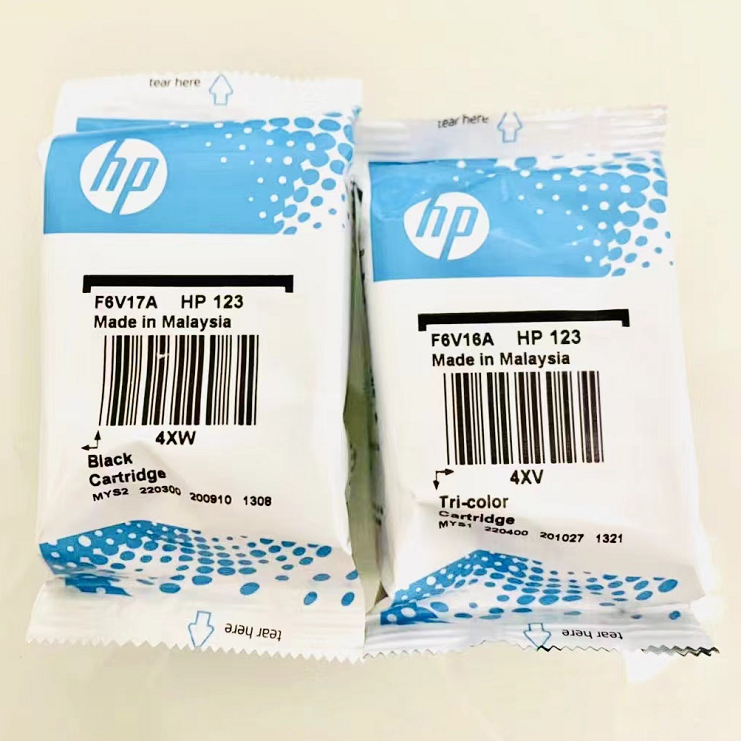 tear here
hp
F6V17A HP 123
Made in Malaysia
4XW
Black
Cartridge
MYS2 220300 200910 1308
tear here
tear here
hp
F6V16A HP 123
Made in Malaysia
4XV
Tri-color
Cartridge
MYS1 220400 201027 1321
tear here